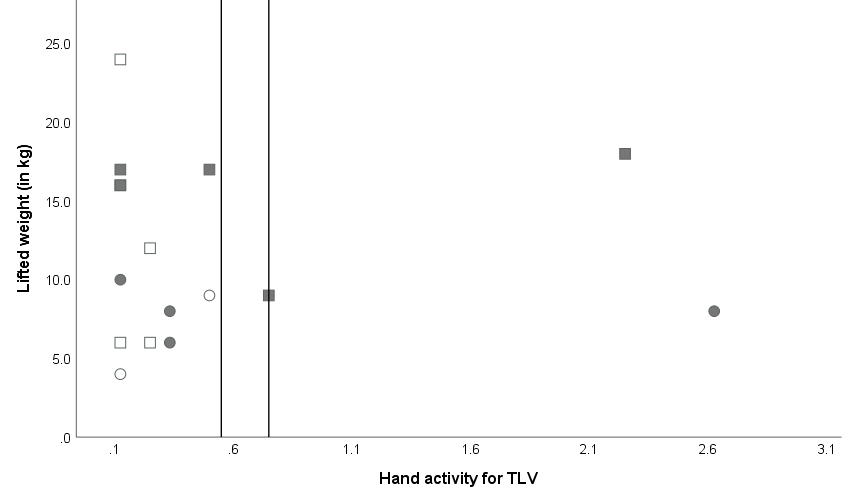 25.0
20.0
15.0
10.0
5.0
.0
Lifted weight (in kg)
.1 .6 1.1 1.6 2.1 2.6 3.1
Hand activity for TLV